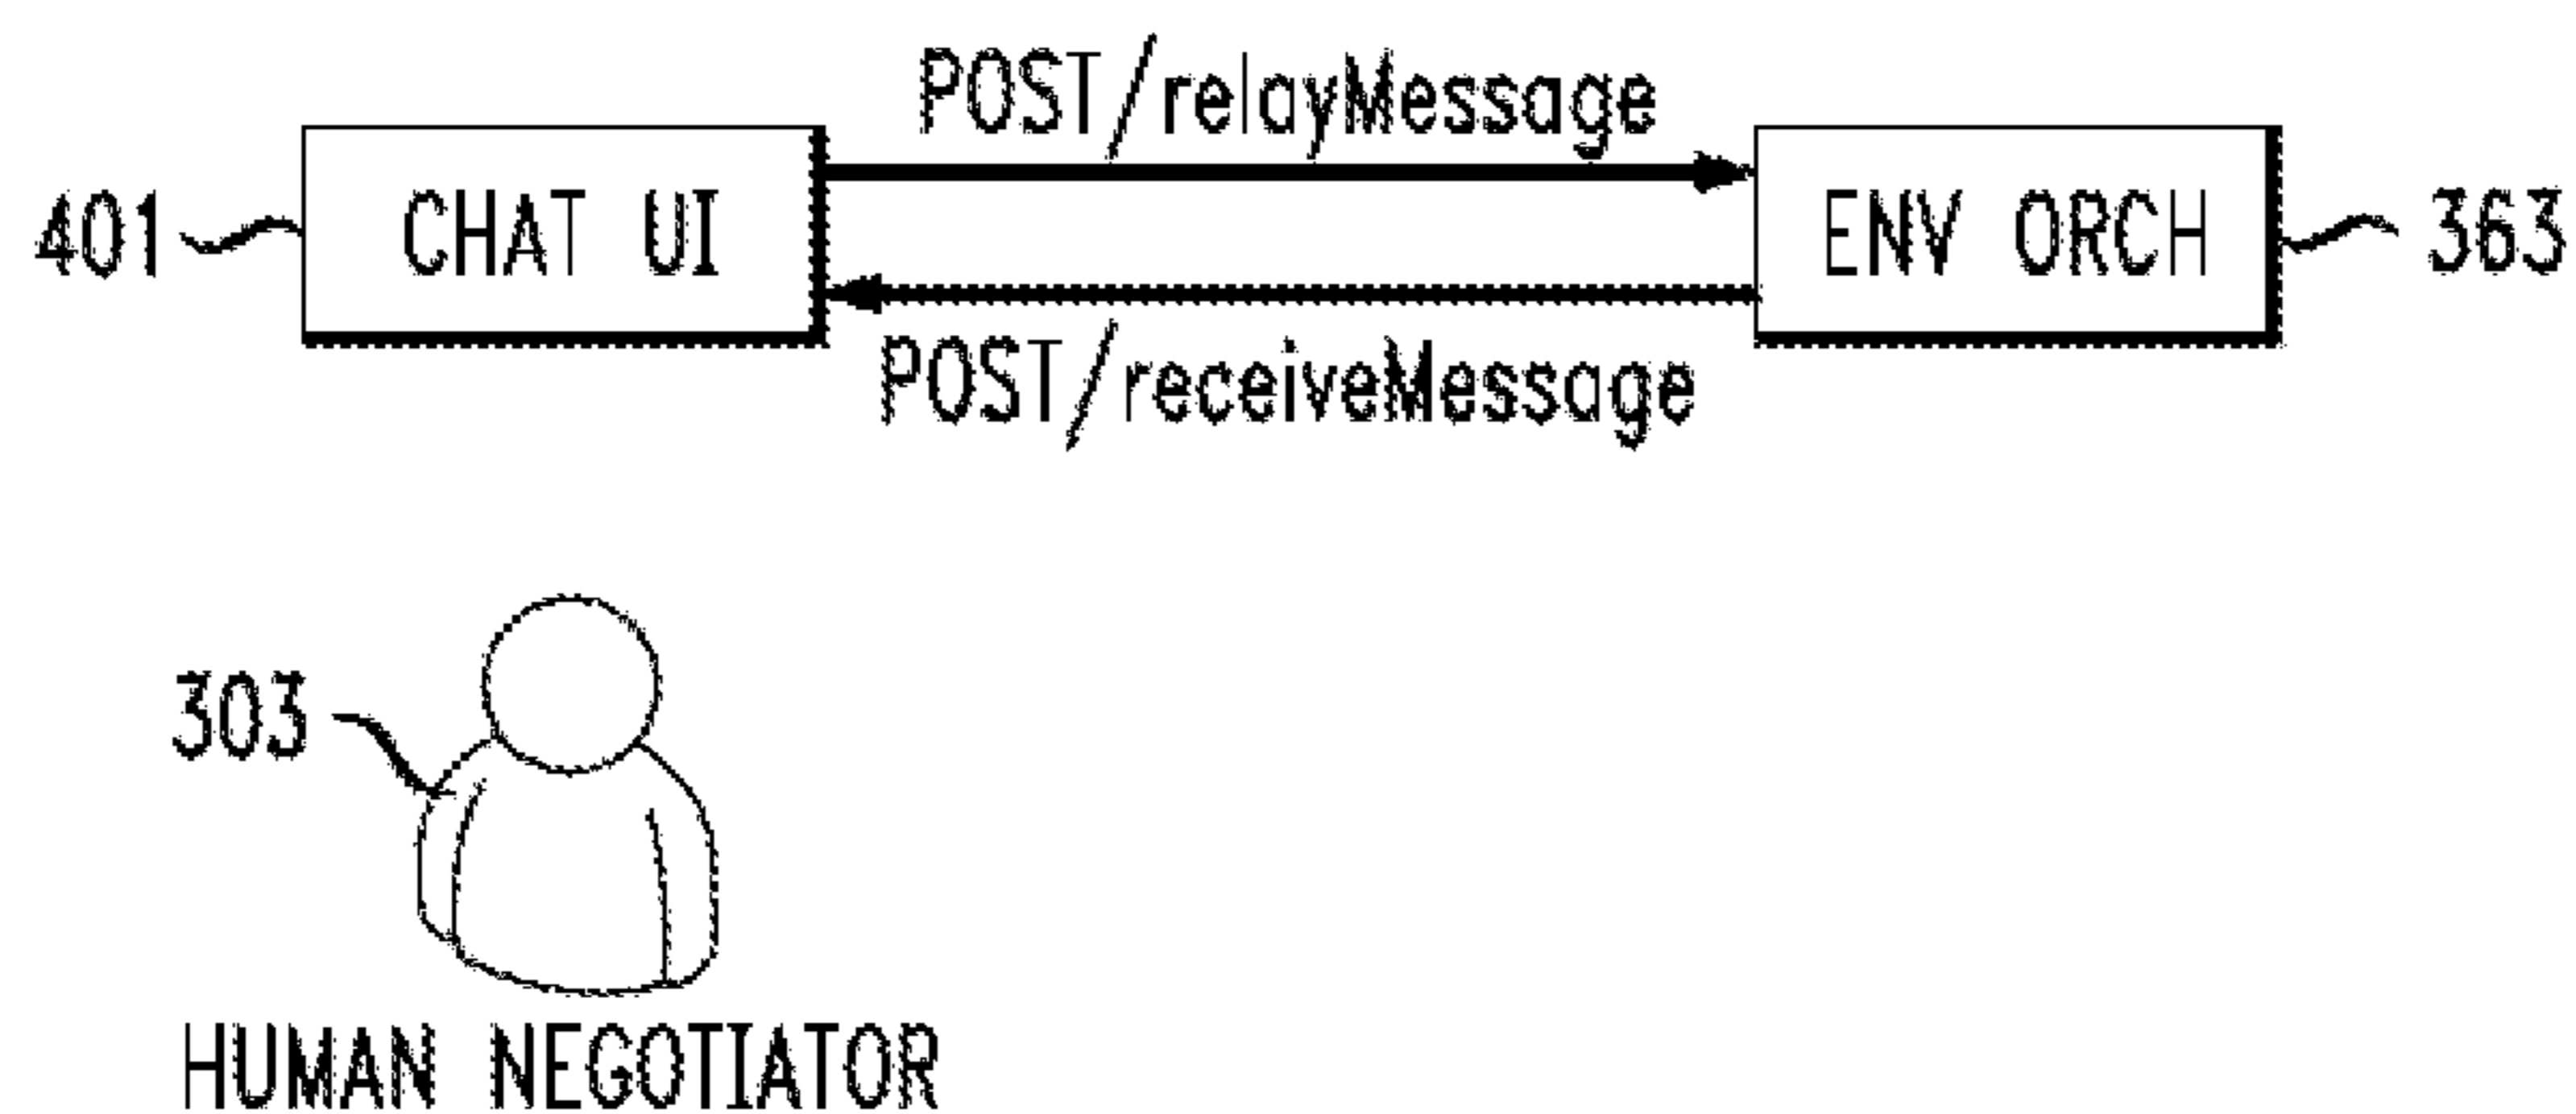 POST/relayMessage
401 CHAT UI ENV ORCH 363
POST/receiveMessage
303
HUMAN NEGOTIATOR